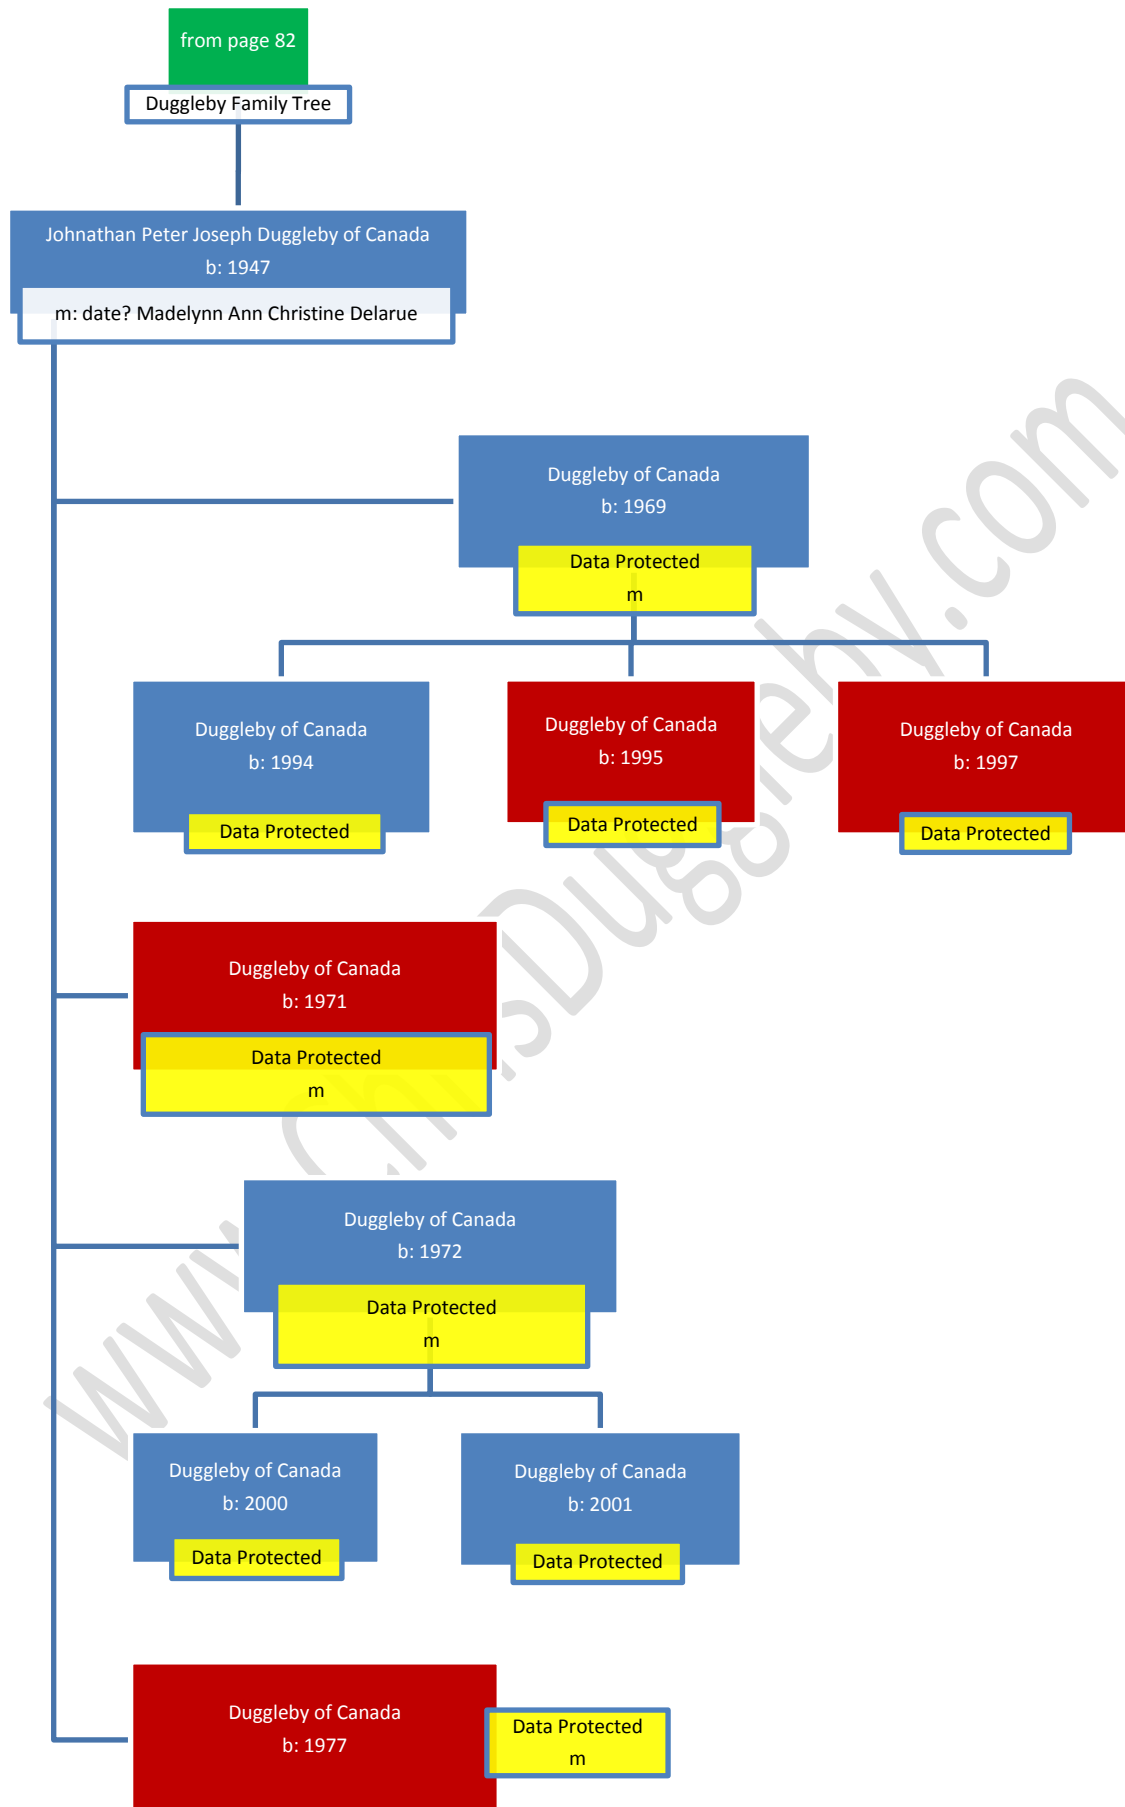 from page 82
Duggleby Family Tree
Johnathan Peter Joseph Duggleby of Canada
b: 1947
m: date? Madelynn Ann Christine Delarue
Duggleby of Canada
b: 1969
Data Protected
m
Duggleby of Canada
b: 1994
Data Protected
Duggleby of Canada
b: 1995
Data Protected
Duggleby of Canada
b: 1997
Data Protected
Duggleby of Canada
b: 1971
Data Protected
m
Duggleby of Canada
b: 1972
Data Protected
m
Duggleby of Canada
b: 2000
Data Protected
Duggleby of Canada
b: 2001
Data Protected
Duggleby of Canada
b: 1977
Data Protected
m
www.ChrisDuggleby.com